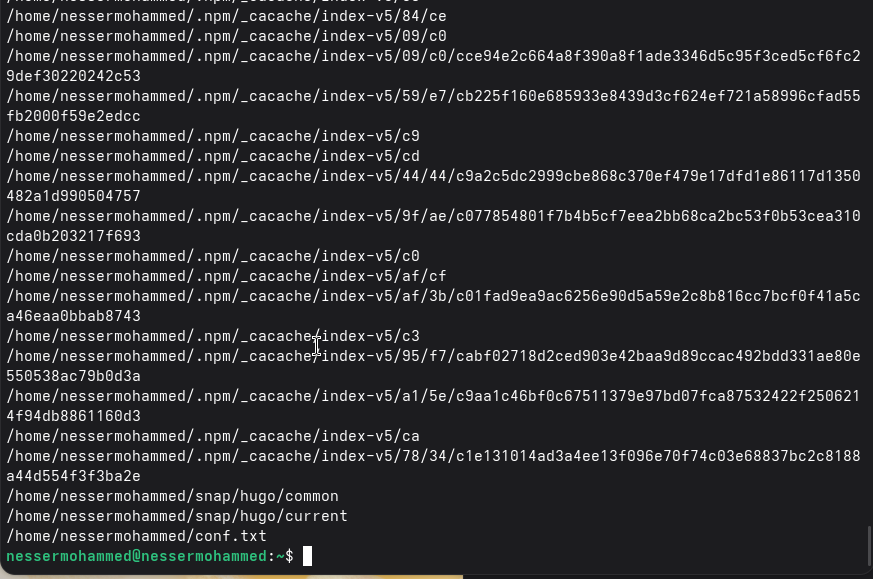 /home/nessermohammed/.npm/_cacache/index-v5/84/ce
/home/nessermohammed/.npm/_cacache/index-v5/09/c0
/home/nessermohammed/.npm/_cacache/index-v5/09/c0/cce94e2c664a8f390a8f1ade3346d5c95f3ced5cf6fc2
9def30220242c53
/home/nessermohammed/.npm/_cacache/index-v5/59/e7/cb225f160e685933e8439d3cf624ef721a58996cfad55
fb2000f59e2edcc
/home/nessermohammed/.npm/_cacache/index-v5/c9
/home/nessermohammed/.npm/_cacache/index-v5/cd
/home/nessermohammed/.npm/_cacache/index-v5/44/44/c9a2c5dc2999cbe868c370ef479e17dfd1e86117d1350
482a1d990504757
/home/nessermohammed/.npm/_cacache/index-v5/9f/ae/c077854801f7b4b5cf7eea2bb68ca2bc53f0b53cea310
cda0b203217f693
/home/nessermohammed/.npm/_cacache/index-v5/c0
/home/nessermohammed/.npm/_cacache/index-v5/af/cf
/home/nessermohammed/.npm/_cacache/index-v5/af/3b/c01fad9ea9ac6256e90d5a59e2c8b816cc7bcf0f41a5c
a46eaa0bbab8743
/home/nessermohammed/.npm/_cacache/index-v5/c3
/home/nessermohammed/.npm/_cacache/index-v5/95/f7/cabf02718d2ced903e42baa9d89ccac492bdd331ae80e
550538ac79b0d3a
/home/nessermohammed/.npm/_cacache/index-v5/a1/5e/c9aa1c46bf0c67511379e97bd07fca87532422f250621
4f94db8861160d3
/home/nessermohammed/.npm/_cacache/index-v5/ca
/home/nessermohammed/.npm/_cacache/index-v5/78/34/c1e131014ad3a4ee13f096e70f74c03e68837bc2c8188
a44d554f3f3ba2e
/home/nessermohammed/snap/hugo/common
/home/nessermohammed/snap/hugo/current
/home/nessermohammed/conf.txt
nessermohammed@nessermohammed:~$